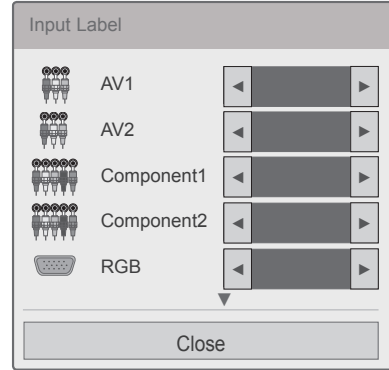 Input Label
AV1
AV2
Component1
Component2
RGB
Close